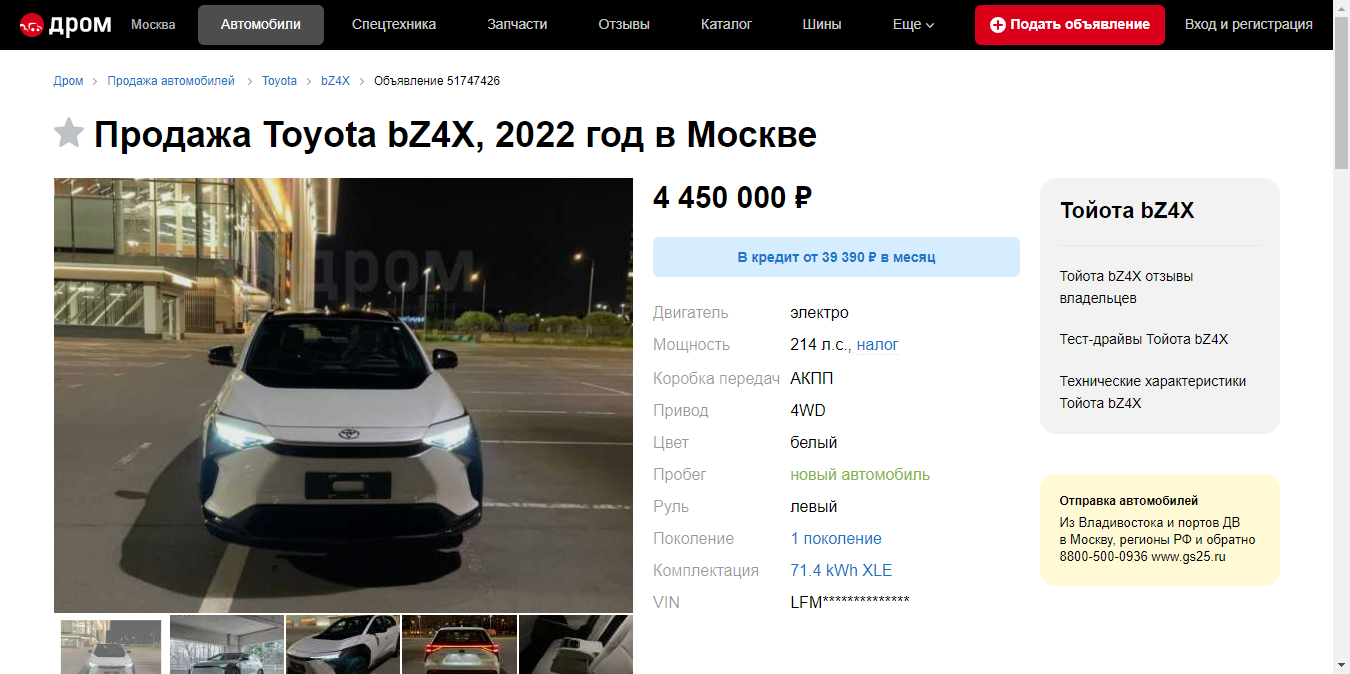 дром
Москва
Автомобили
Спецтехника
Запчасти
Отзывы
Каталог
Шины
Еще
Подать объявление
Вход и регистрация
Дром > Продажа автомобилей > Toyota > bZ4X > Объявление 51747426
Продажа Toyota bZ4X, 2022 год в Москве
дром
4 450 000 ₽
В кредит от 39 390 ₽ в месяц
Двигатель электро
Мощность 214 л.с., налог
Коробка передач АКПП
Привод 4WD
Цвет белый
Пробег новый автомобиль
Руль левый
Поколение 1 поколение
Комплектация 71.4 kWh XLE
VIN LFM**************
Тойота bZ4X
Тойота bZ4X отзывы
владельцев
Тест-драйвы Тойота bZ4X
Технические характеристики
Тойота bZ4X
Отправка автомобилей
Из Владивостока и портов ДВ
в Москву, регионы РФ и обратно
8800-500-0936 www.gs25.ru